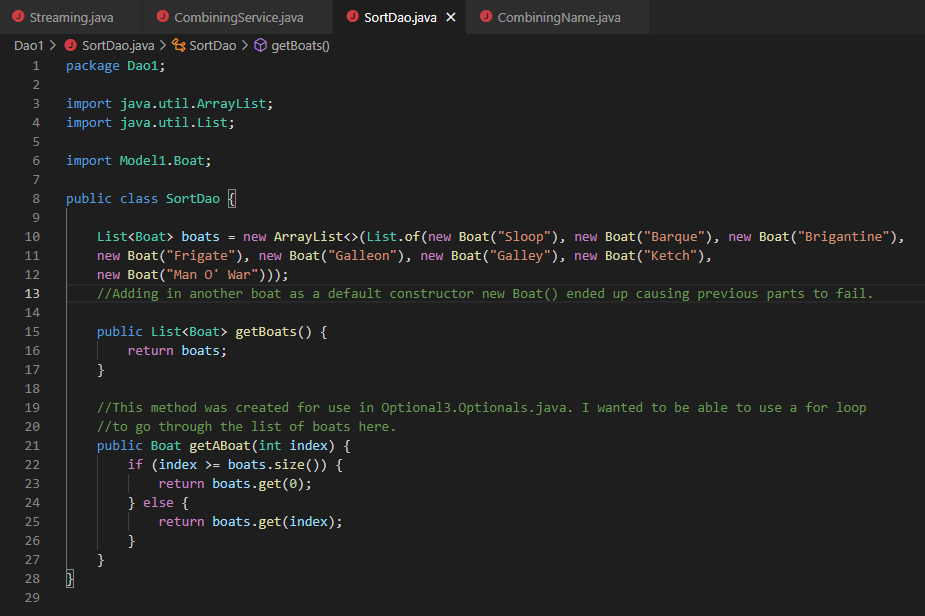 Streaming.java CombiningService.java SortDao.java CombiningName.java
Dao1 > SortDao.java > SortDao > getBoats()
1 package Dao1;
2
3 import java.util.ArrayList;
4 import java.util.List;
5
6 import Model1.Boat;
7
8 public class SortDao {
9
10 List<Boat> boats = new ArrayList<>(List.of(new Boat("Sloop"), new Boat("Barque"), new Boat("Brigantine"),
11 new Boat("Frigate"), new Boat("Galleon"), new Boat("Galley"), new Boat("Ketch"),
12 new Boat("Man O' War")));
13 //Adding in another boat as a default constructor new Boat() ended up causing previous parts to fail.
14
15 public List<Boat> getBoats() {
16 return boats;
17 }
18
19 //This method was created for use in Optional3.Optionals.java. I wanted to be able to use a for loop
20 //to go through the list of boats here.
21 public Boat getABoat(int index) {
22 if (index >= boats.size()) {
23 return boats.get(0);
24 } else {
25 return boats.get(index);
26 }
27 }
28 }
29